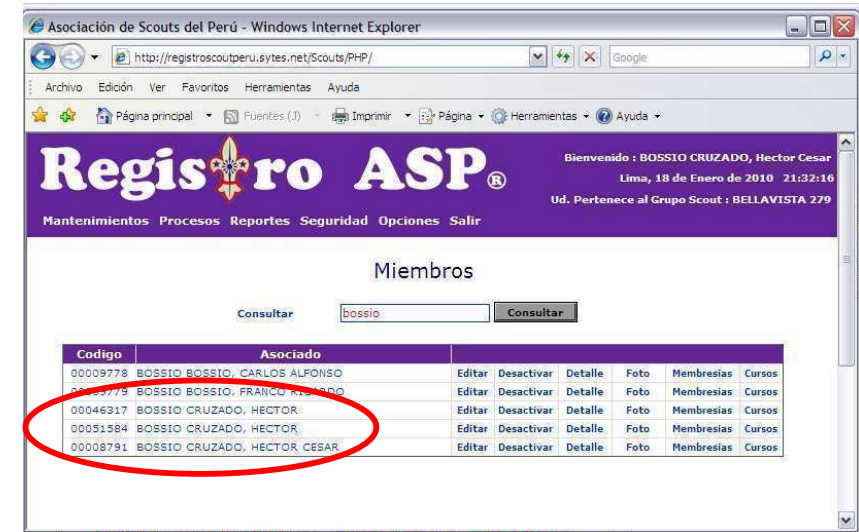 Asociación de Scouts del Perú - Windows Internet Explorer
http://registroscoutperu.sytes.net/Scouts/PHP/ Google
Archivo Edición Ver Favoritos Herramientas Ayuda
Página principal Fuentes (J) Imprimir Página Herramientas Ayuda
Registro ASP®
Bienvenido : BOSSIO CRUZADO, Hector Cesar
Lima, 18 de Enero de 2010 21:32:16
Ud. Pertenece al Grupo Scout : BELLAVISTA 279
Mantenimientos Procesos Reportes Seguridad Opciones Salir
Miembros
Consultar bossio Consultar
Codigo Asociado
00009778 BOSSIO BOSSIO, CARLOS ALFONSO Editar Desactivar Detalle Foto Membresias Cursos
00009779 BOSSIO BOSSIO, FRANCO RICARDO Editar Desactivar Detalle Foto Membresias Cursos
00046317 BOSSIO CRUZADO, HECTOR Editar Desactivar Detalle Foto Membresias Cursos
00051584 BOSSIO CRUZADO, HECTOR Editar Desactivar Detalle Foto Membresias Cursos
00008791 BOSSIO CRUZADO, HECTOR CESAR Editar Desactivar Detalle Foto Membresias Cursos